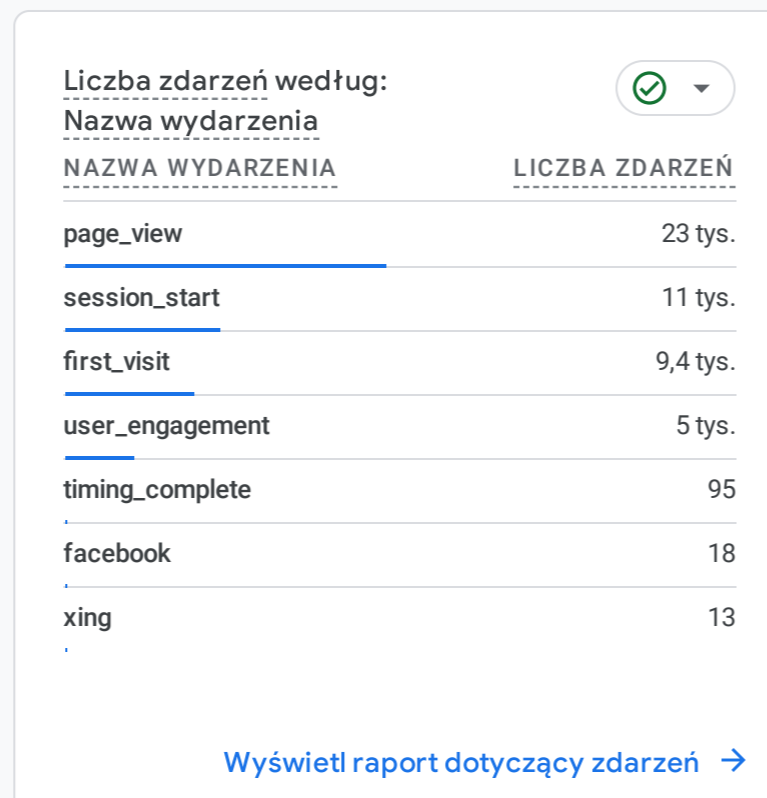 Liczba zdarzeń według:
Nazwa wydarzenia
NAZWA WYDARZENIA LICZBA ZDARZEŃ
page_view 23 tys.
session_start 11 tys.
first_visit 9,4 tys.
user_engagement 5 tys.
timing_complete 95
facebook 18
xing 13
Wyświetl raport dotyczący zdarzeń